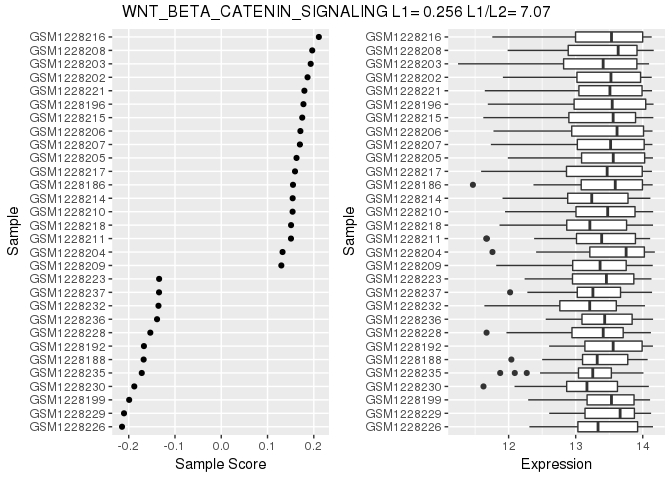 WNT_BETA_CATENIN_SIGNALING L1= 0.256 L1/L2= 7.07
Sample
GSM1228216
GSM1228208
GSM1228203
GSM1228202
GSM1228221
GSM1228196
GSM1228215
GSM1228206
GSM1228207
GSM1228205
GSM1228217
GSM1228186
GSM1228214
GSM1228210
GSM1228218
GSM1228211
GSM1228204
GSM1228209
GSM1228223
GSM1228237
GSM1228232
GSM1228236
GSM1228228
GSM1228192
GSM1228188
GSM1228235
GSM1228230
GSM1228199
GSM1228229
GSM1228226
-0.2 -0.1 0.0 0.1 0.2
Sample Score
Sample
GSM1228216
GSM1228208
GSM1228203
GSM1228202
GSM1228221
GSM1228196
GSM1228215
GSM1228206
GSM1228207
GSM1228205
GSM1228217
GSM1228186
GSM1228214
GSM1228210
GSM1228218
GSM1228211
GSM1228204
GSM1228209
GSM1228223
GSM1228237
GSM1228232
GSM1228236
GSM1228228
GSM1228192
GSM1228188
GSM1228235
GSM1228230
GSM1228199
GSM1228229
GSM1228226
12 13 14
Expression